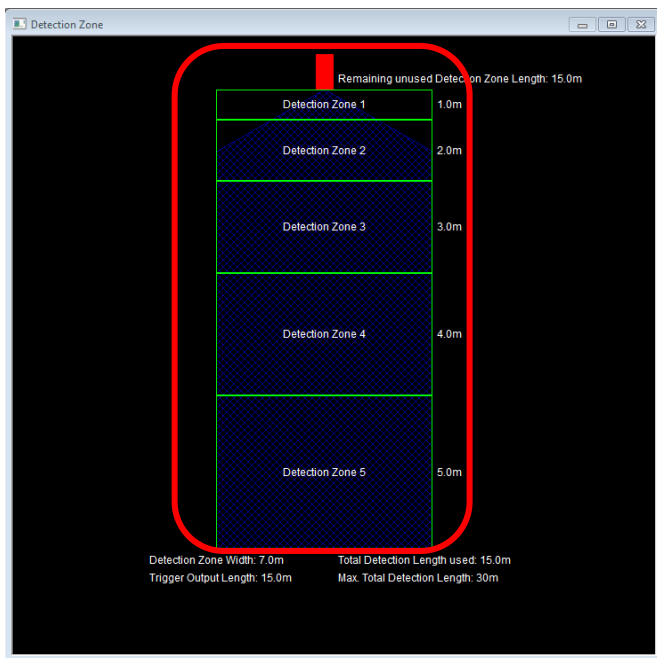 Detection Zone
Remaining unused Detection Zone Length: 15.0m
Detection Zone 1 1.0m
Detection Zone 2 2.0m
Detection Zone 3 3.0m
Detection Zone 4 4.0m
Detection Zone 5 5.0m
Detection Zone Width: 7.0m Total Detection Length used: 15.0m
Trigger Output Length: 15.0m Max. Total Detection Length: 30m